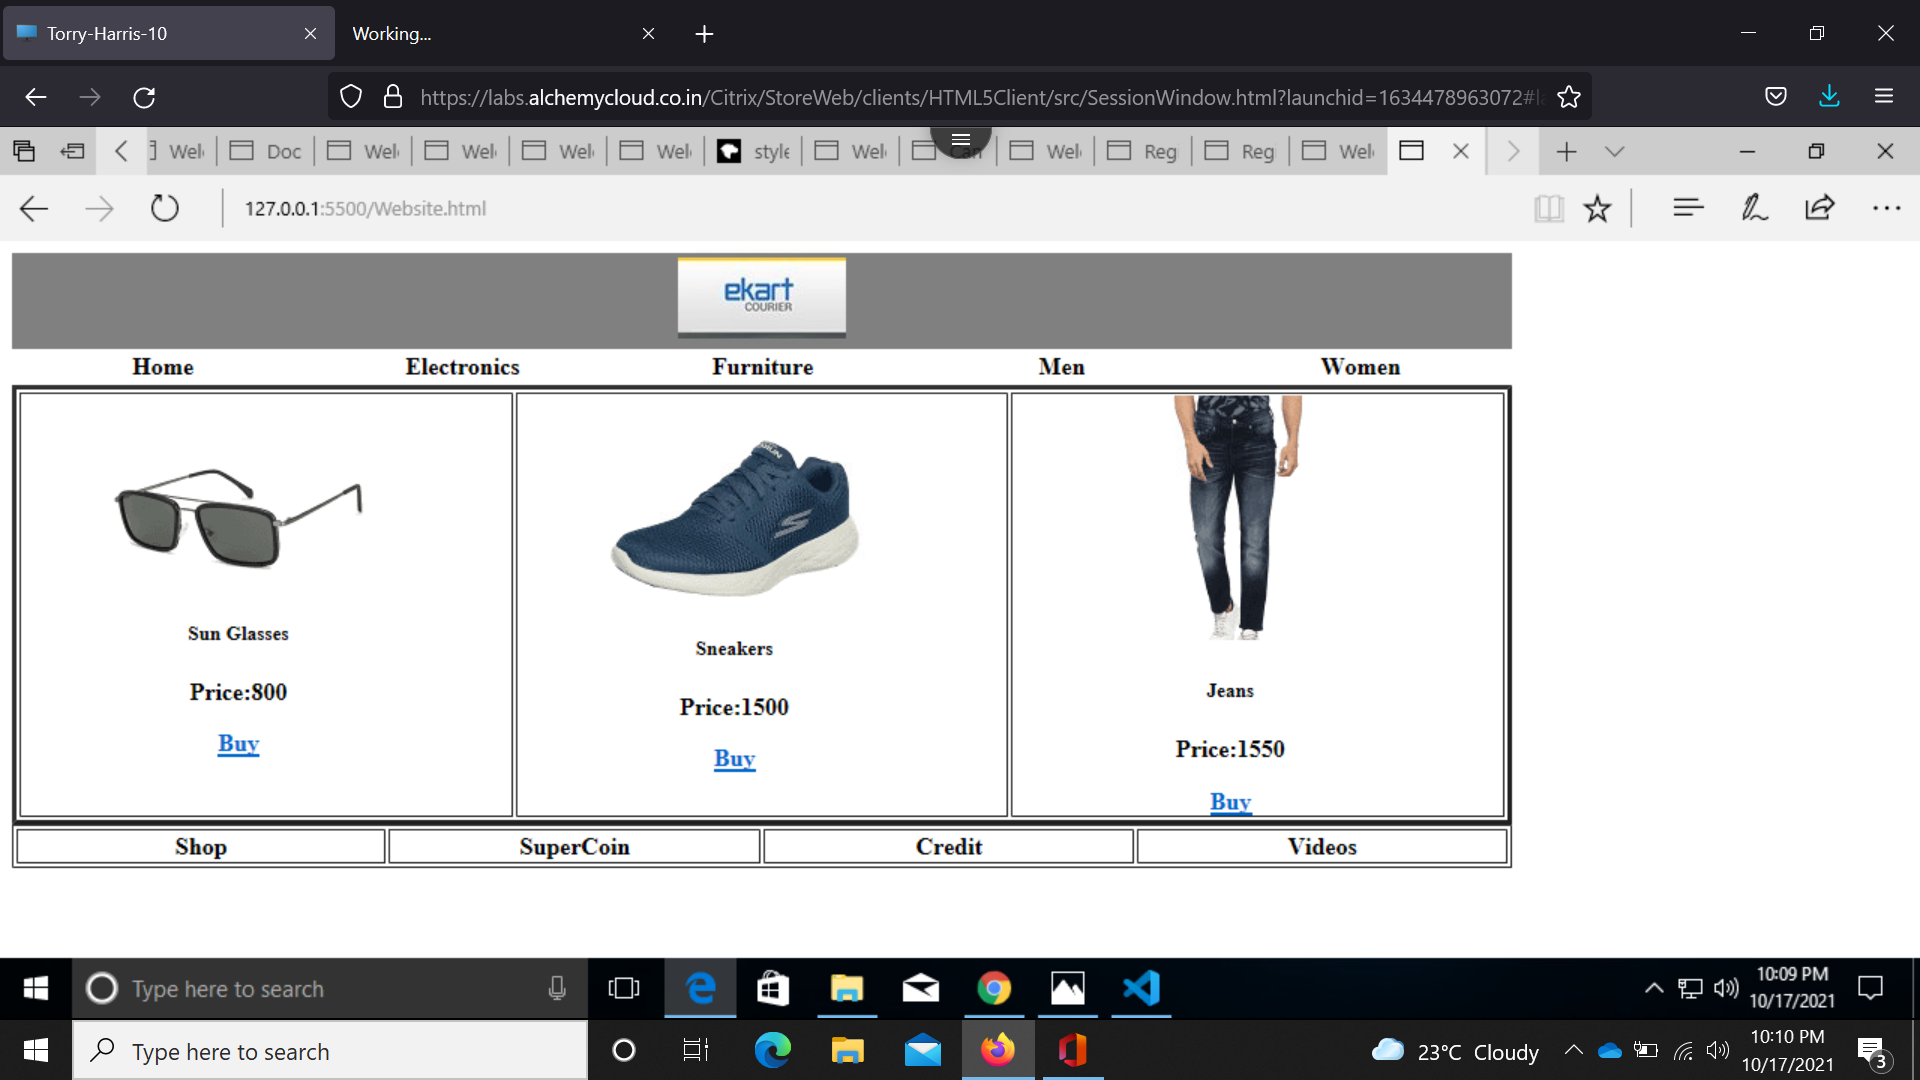 Torry-Harris-10
Working...
https://labs.alchemycloud.co.in/Citrix/StoreWeb/clients/HTML5Client/src/SessionWindow.html?launchid=1634478963072#
Wel Doc Wel Wel Wel Wel style Wel Wel Reg Reg Wel
127.0.0.1:5500/Website.html
ekart
COURIER
Home Electronics Furniture Men Women
Sun Glasses
Price:800
Buy
Sneakers
Price:1500
Buy
Jeans
Price:1550
Buy
Shop SuperCoin Credit Videos
Type here to search
10:09 PM
10/17/2021
Type here to search
23°C Cloudy
10:10 PM
10/17/2021
3